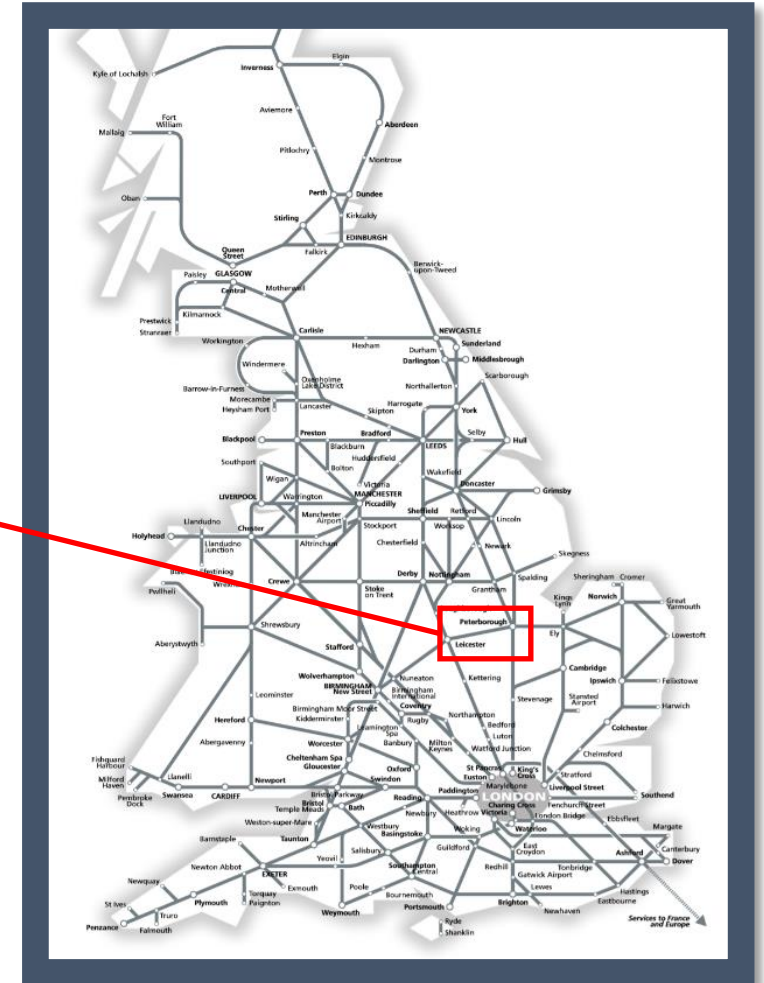 Elgin
Inverness
Kyle of Lochalsh
Aviemore
Fort
William
Aberdeen
Mallaig
Pitlochry
Montrose
Perth
Dundee
Oban
Stirling
Kirkcaldy
EDINBURGH
Queen
Street
Falkirk
Berwick-
upon-Tweed
Paisley
GLASGOW
Central
Motherwell
Kilmarnock
Prestwick
Stranraer
Carlisle
NEWCASTLE
Workington
Hexham
Durham
Sunderland
Darlington
Middlesbrough
Windermere
Scarborough
Oxenholme
Lake District
Northallerton
Barrow-in-Furness
Morecambe
Heysham Port
Lancaster
Harrogate
Skipton
York
Preston
Bradford
Selby
Blackpool
Blackburn
LEEDS
Hull
Huddersfield
Southport
Bolton
Wakefield
Wigan
Victoria
MANCHESTER
Doncaster
Grimsby
LIVERPOOL
Warrington
Piccadilly
Manchester
Airport
Sheffield
Retford
Llandudno
Stockport
Worksop
Lincoln
Holyhead
Chester
Llandudno
Junction
Altrincham
Chesterfield
Newark
Skegness
Ffestiniog
Derby
Nottingham
Spalding
Sheringham
Cromer
Pwllheli
Crewe
Stoke
on Trent
Grantham
Kings
Lynn
Norwich
Great
Yarmouth
Peterborough
Shrewsbury
Ely
Lowestoft
Aberystwyth
Stafford
Leicester
Wolverhampton
Nuneaton
Kettering
Cambridge
BIRMINGHAM
New Street
Birmingham
International
Ipswich
Felixstowe
Leominster
Coventry
Stevenage
Stansted
Airport
Birmingham Moor Street
Kidderminster
Rugby
Northampton
Harwich
Hereford
Leamington
Spa
Bedford
Colchester
Abergavenny
Worcester
Banbury
Milton
Keynes
Luton
Watford Junction
Chelmsford
Fishguard
Harbour
Cheltenham Spa
Gloucester
Oxford
St Pancras
King's
Cross
Milford
Haven
Llanelli
Newport
Swindon
Euston
Stratford
Pembroke
Dock
Swansea
CARDIFF
Bristol Parkway
Paddington
Marylebone
Liverpool Street
LONDON
Southend
Bristol
Temple Meads
Bath
Reading
Charing Cross
Fenchurch Street
Weston-super-Mare
Newbury
Heathrow
Victoria
London Bridge
Ebbsfleet
Westbury
Basingstoke
Woking
Waterloo
Margate
Barnstaple
Taunton
Guildford
East
Croydon
Canterbury
Salisbury
Ashford
Dover
Newton Abbot
Yeovil
Southampton
Central
Redhill
Tonbridge
EXETER
Gatwick Airport
Newquay
Exmouth
Poole
Lewes
Hastings
Torquay
Paignton
Bournemouth
Eastbourne
St Ives
Plymouth
Weymouth
Portsmouth
Brighton
Newhaven
Truro
Ryde
Services to France
and Europe
Penzance
Falmouth
Shanklin